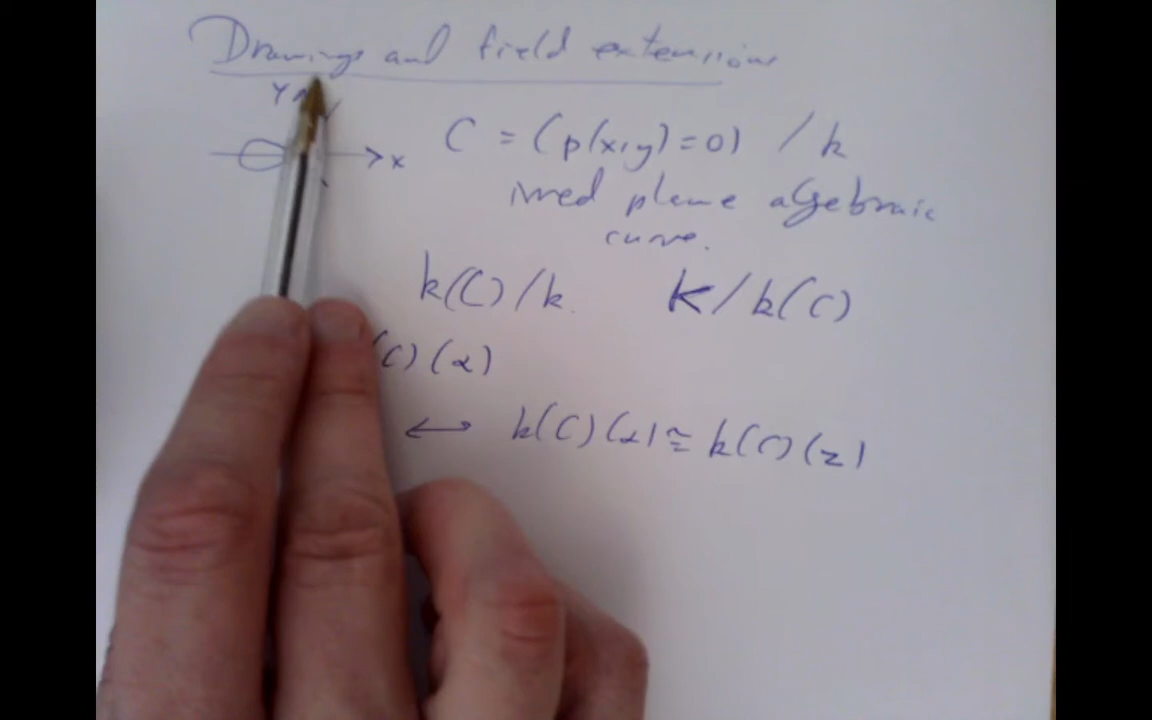 Drawings and field extensions
Y
x
C = (p(x,y)=0) / k
irred plane algebraic
curve.
k(C)/k. K/k(C)
(C)(α)
↔ k(C)(α) ≅ k(C)(z)